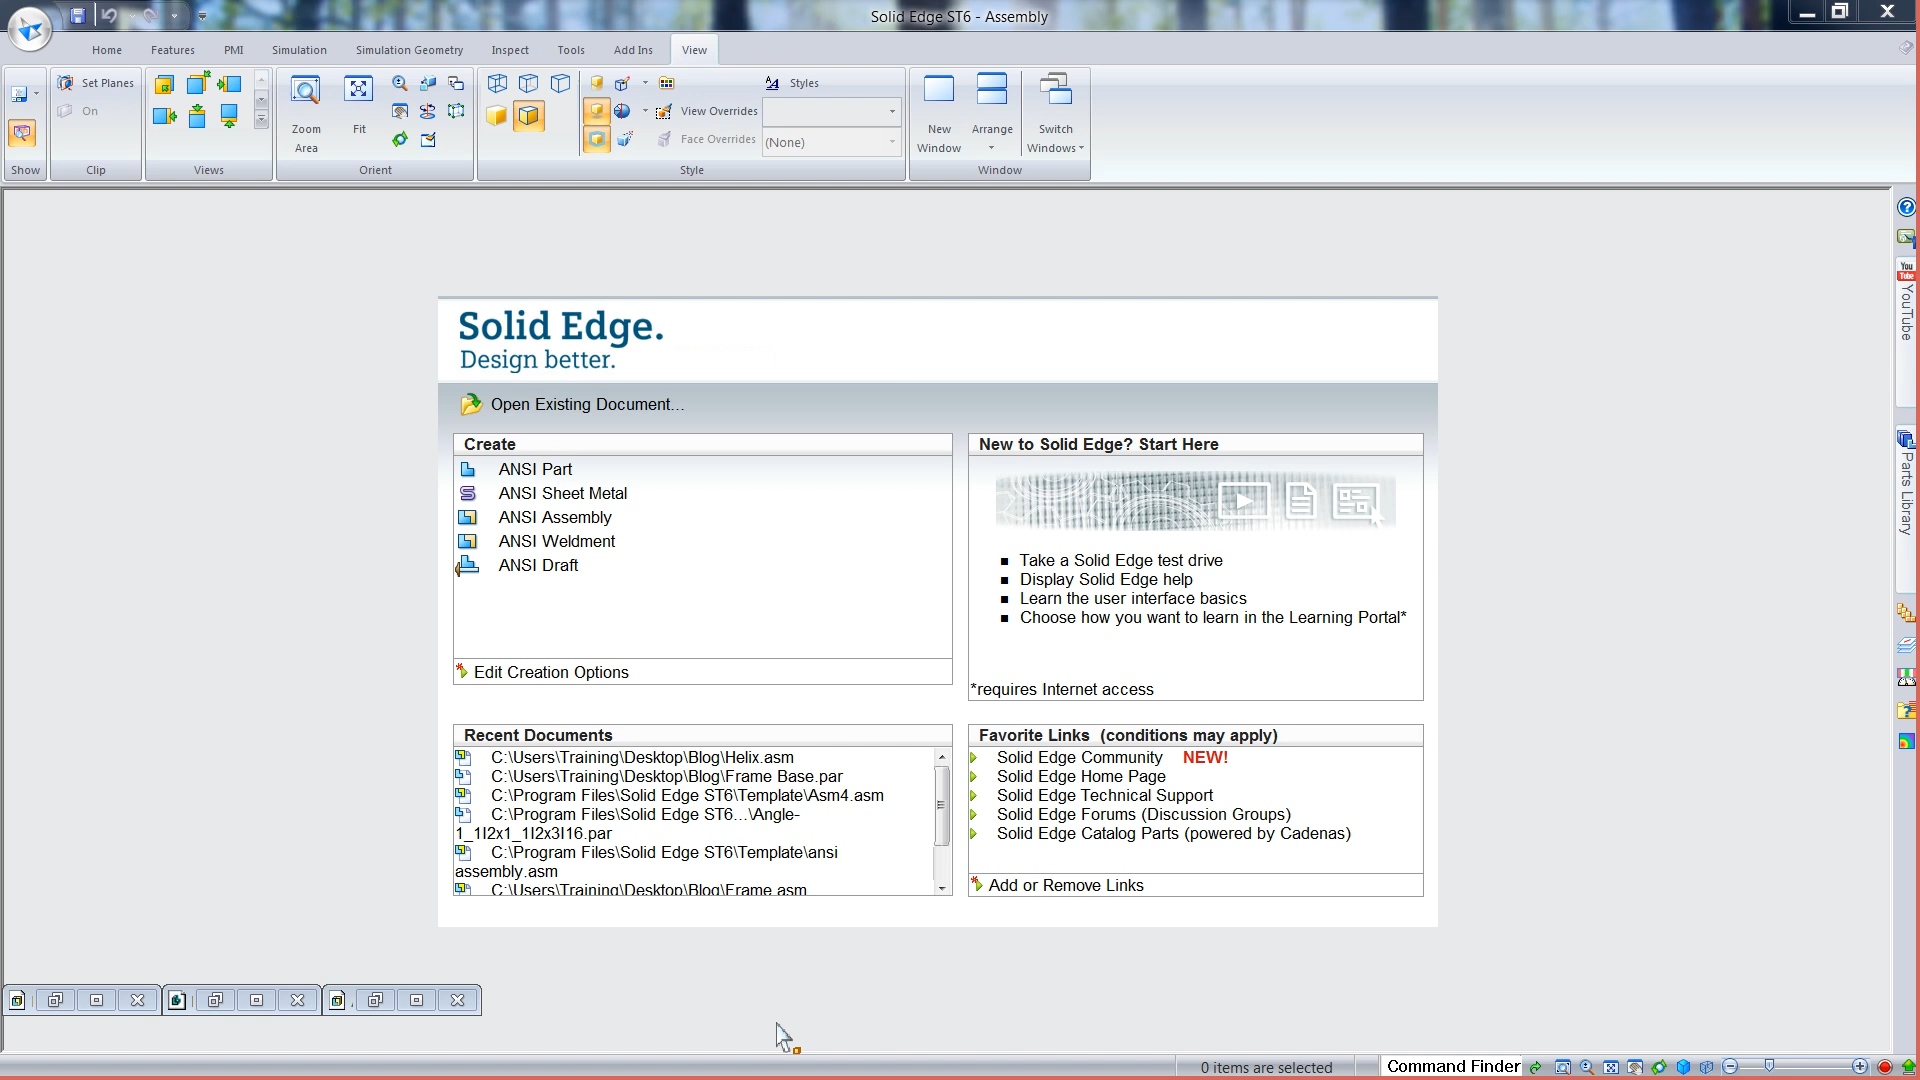 Solid Edge ST6 - Assembly
Home Features PMI Simulation Simulation Geometry Inspect Tools Add Ins View
Set Planes
On
Zoom Area
Fit
Styles
View Overrides
Face Overrides
(None)
New Window
Arrange
Switch Windows
Show Clip Views Orient Style Window
Solid Edge.
Design better.
Open Existing Document...
Create
ANSI Part
ANSI Sheet Metal
ANSI Assembly
ANSI Weldment
ANSI Draft
Edit Creation Options
New to Solid Edge? Start Here
Take a Solid Edge test drive
Display Solid Edge help
Learn the user interface basics
Choose how you want to learn in the Learning Portal*
*requires Internet access
Recent Documents
C:\Users\Training\Desktop\Blog\Helix.asm
C:\Users\Training\Desktop\Blog\Frame Base.par
C:\Program Files\Solid Edge ST6\Template\Asm4.asm
C:\Program Files\Solid Edge ST6...\Angle-
1_1I2x1_1I2x3I16.par
C:\Program Files\Solid Edge ST6\Template\ansi
assembly.asm
C:\Users\Training\Desktop\Blog\Frame.asm
Favorite Links (conditions may apply)
Solid Edge Community NEW!
Solid Edge Home Page
Solid Edge Technical Support
Solid Edge Forums (Discussion Groups)
Solid Edge Catalog Parts (powered by Cadenas)
Add or Remove Links
You
Tube
YouTube
Parts Library
0 items are selected
Command Finder